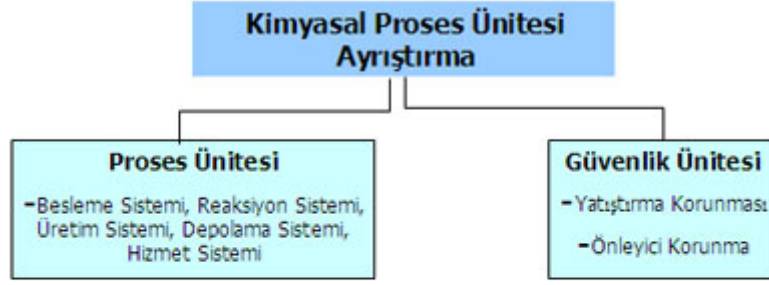 Kimyasal Proses Ünitesi
Ayrıştırma
Proses Ünitesi
-Besleme Sistemi, Reaksiyon Sistemi,
Üretim Sistemi, Depolama Sistemi,
Hizmet Sistemi
Güvenlik Ünitesi
-Yatıştırma Korunması
-Önleyici Korunma